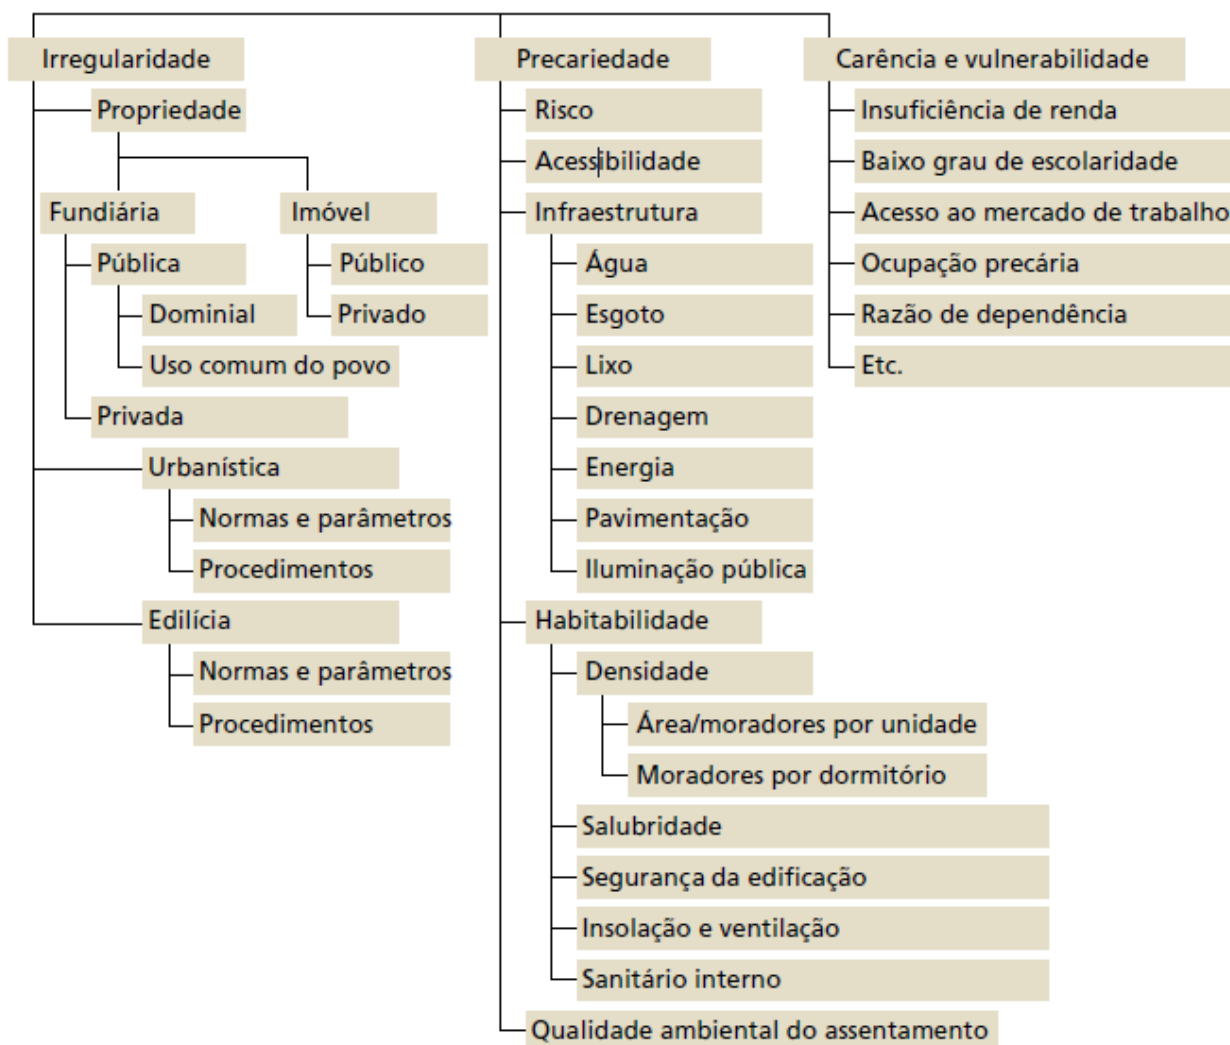 Irregularidade
Propriedade
Fundiária
Imóvel
Pública
Público
Dominial
Privado
Uso comum do povo
Privada
Urbanística
Normas e parâmetros
Procedimentos
Edilícia
Normas e parâmetros
Procedimentos
Precariedade
Risco
Acessibilidade
Infraestrutura
Água
Esgoto
Lixo
Drenagem
Energia
Pavimentação
Iluminação pública
Habitabilidade
Densidade
Área/moradores por unidade
Moradores por dormitório
Salubridade
Segurança da edificação
Insolação e ventilação
Sanitário interno
Qualidade ambiental do assentamento
Carência e vulnerabilidade
Insuficiência de renda
Baixo grau de escolaridade
Acesso ao mercado de trabalho
Ocupação precária
Razão de dependência
Etc.